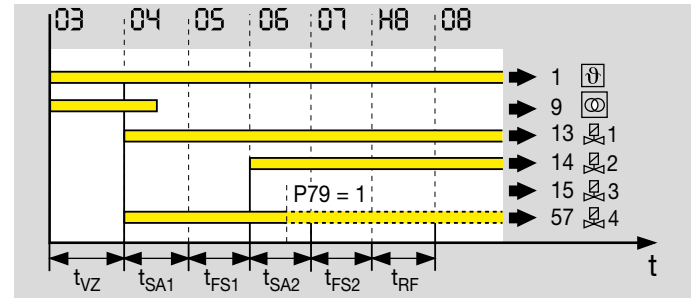 03 04 05 06 07 H8 08
1 ϑ
9
13 1
14 2
P79 = 1
15 3
57 4
t
tVZ tSA1 tFS1 tSA2 tFS2 tRF